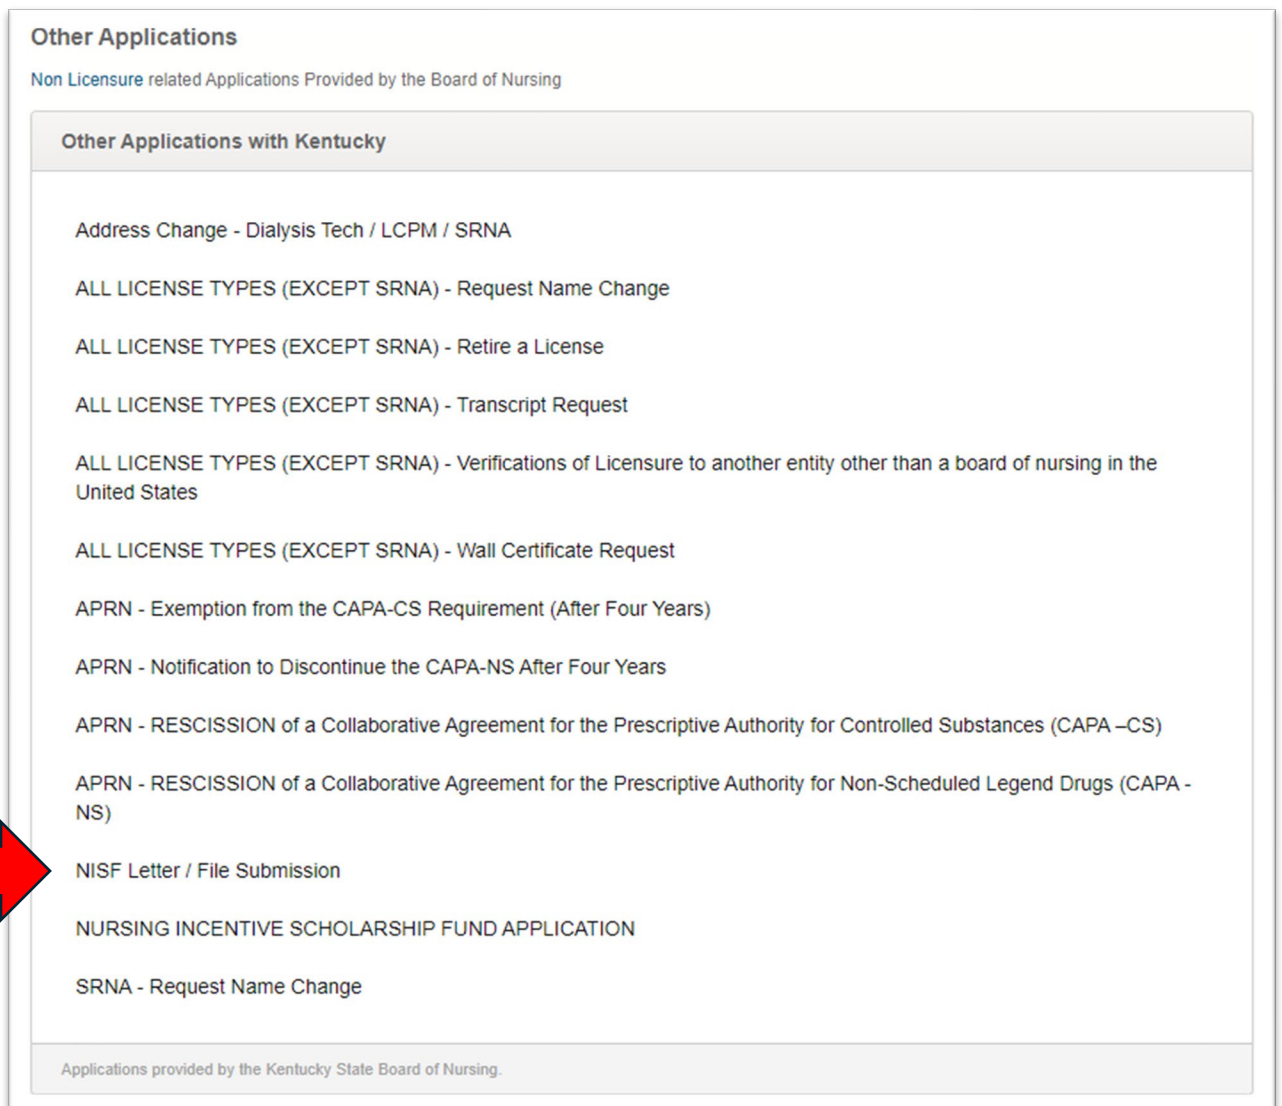 Other Applications
Non Licensure related Applications Provided by the Board of Nursing
Other Applications with Kentucky
Address Change - Dialysis Tech / LCPM / SRNA
ALL LICENSE TYPES (EXCEPT SRNA) - Request Name Change
ALL LICENSE TYPES (EXCEPT SRNA) - Retire a License
ALL LICENSE TYPES (EXCEPT SRNA) - Transcript Request
ALL LICENSE TYPES (EXCEPT SRNA) - Verifications of Licensure to another entity other than a board of nursing in the
United States
ALL LICENSE TYPES (EXCEPT SRNA) - Wall Certificate Request
APRN - Exemption from the CAPA-CS Requirement (After Four Years)
APRN - Notification to Discontinue the CAPA-NS After Four Years
APRN - RESCISSION of a Collaborative Agreement for the Prescriptive Authority for Controlled Substances (CAPA –CS)
APRN - RESCISSION of a Collaborative Agreement for the Prescriptive Authority for Non-Scheduled Legend Drugs (CAPA -
NS)
NISF Letter / File Submission
NURSING INCENTIVE SCHOLARSHIP FUND APPLICATION
SRNA - Request Name Change
Applications provided by the Kentucky State Board of Nursing.